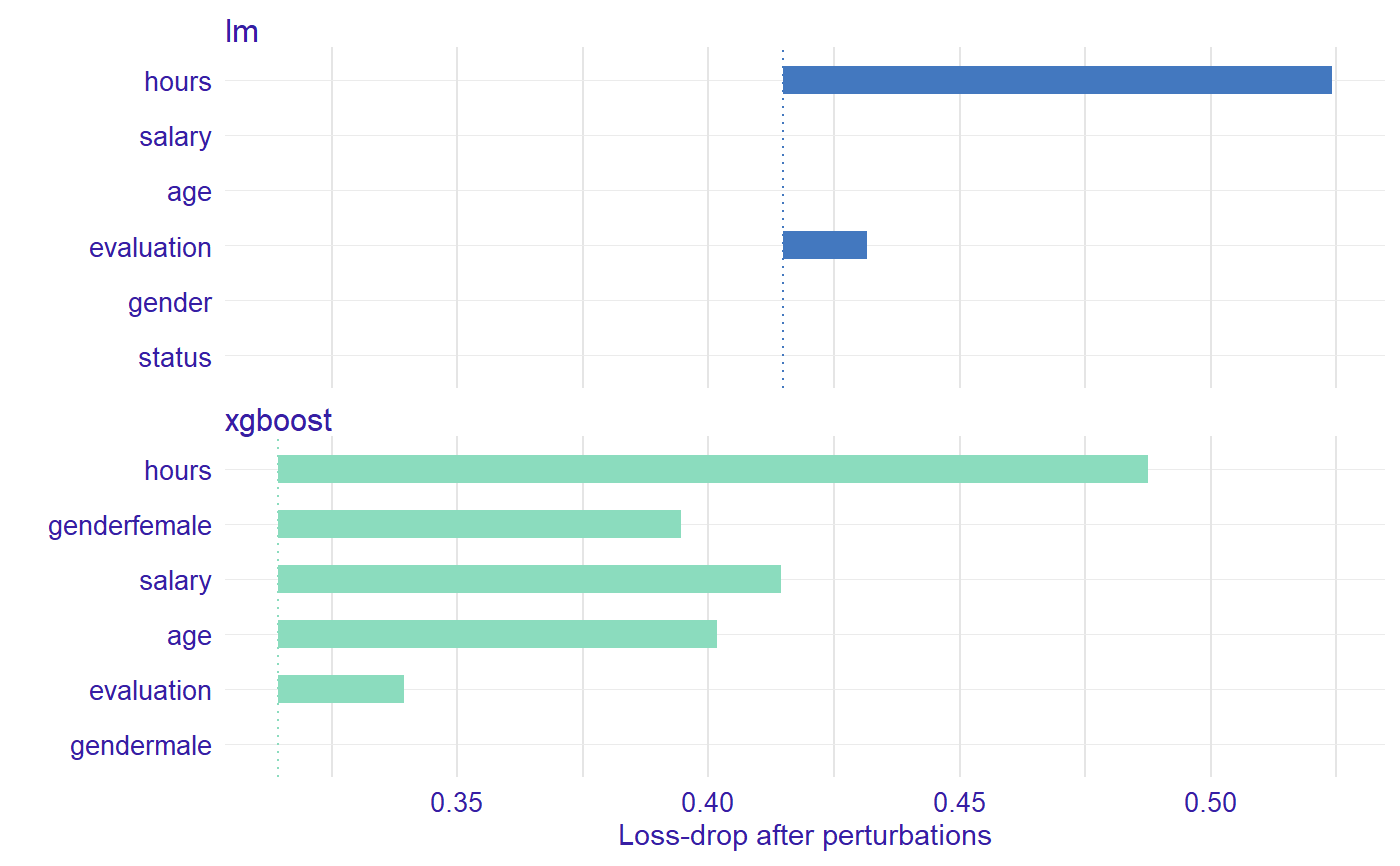 lm
hours
salary
age
evaluation
gender
status
xgboost
hours
genderfemale
salary
age
evaluation
gendermale
0.35 0.40 0.45 0.50
Loss-drop after perturbations